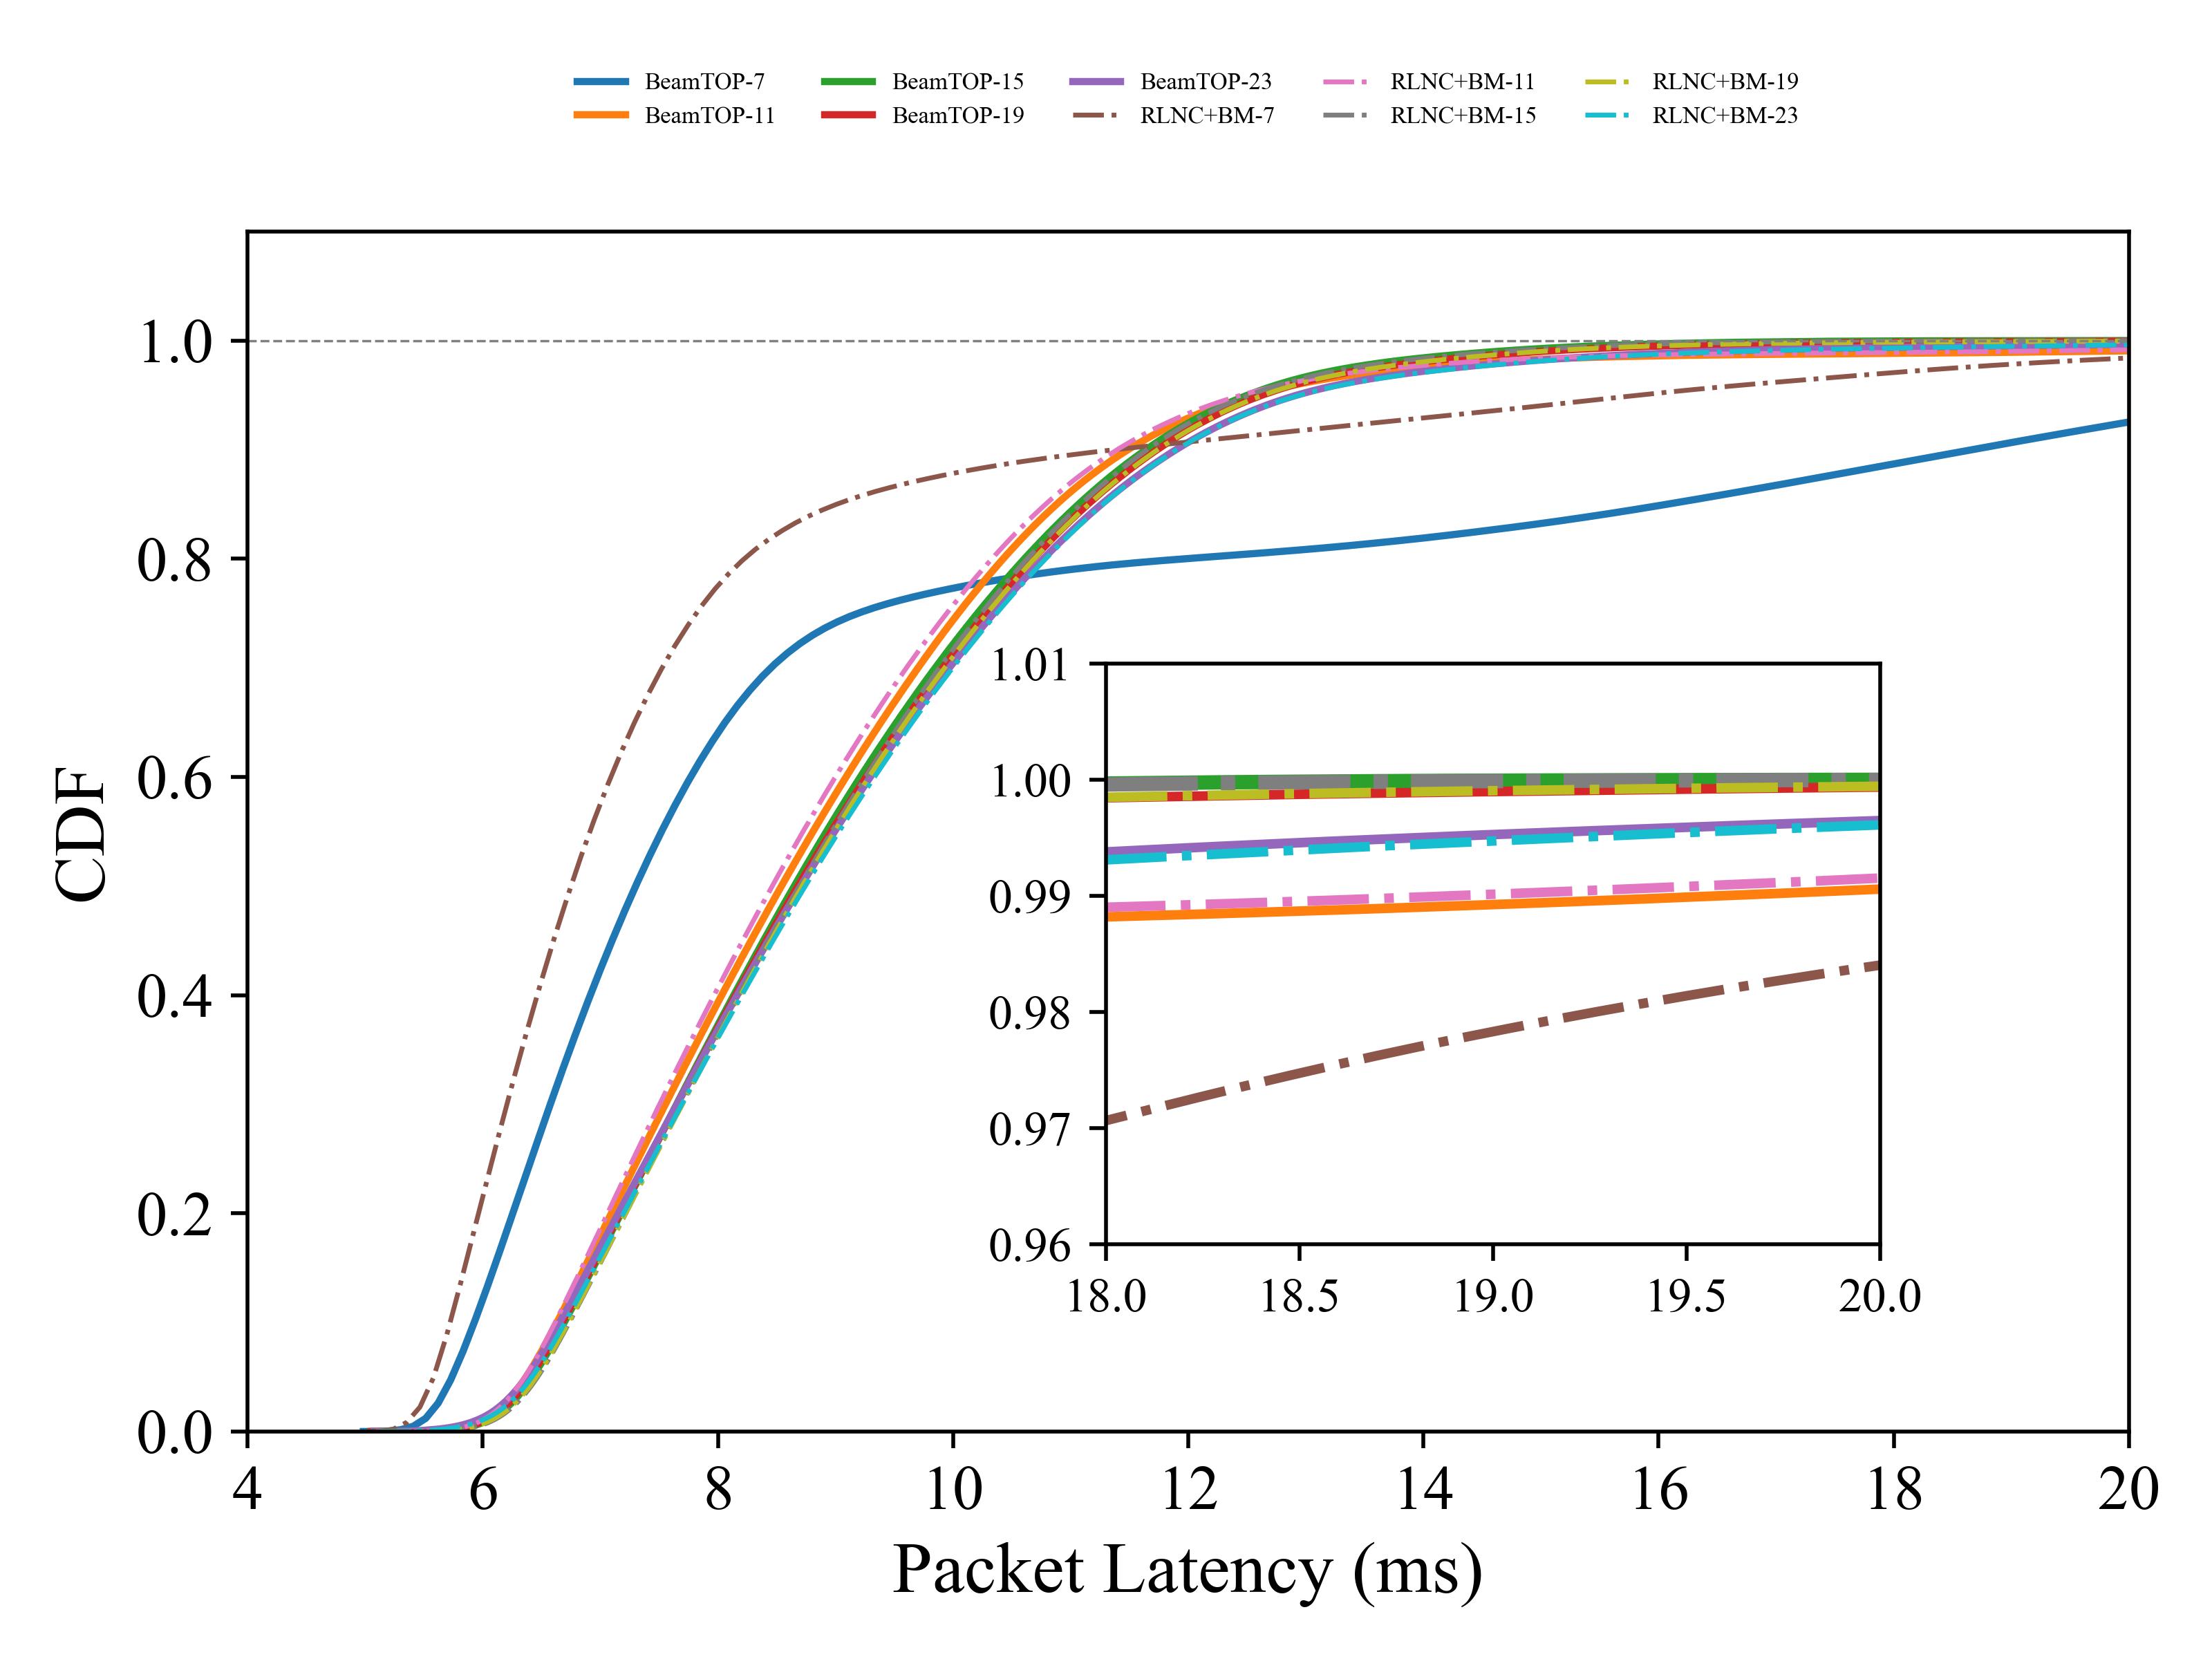 BeamTOP-7 BeamTOP-15 BeamTOP-23 RLNC+BM-11 RLNC+BM-19
BeamTOP-11 BeamTOP-19 RLNC+BM-7 RLNC+BM-15 RLNC+BM-23
1.0
0.8
0.6
0.4
0.2
0.0
CDF
1.01
1.00
0.99
0.98
0.97
0.96
18.0 18.5 19.0 19.5 20.0
4 6 8 10 12 14 16 18 20
Packet Latency (ms)